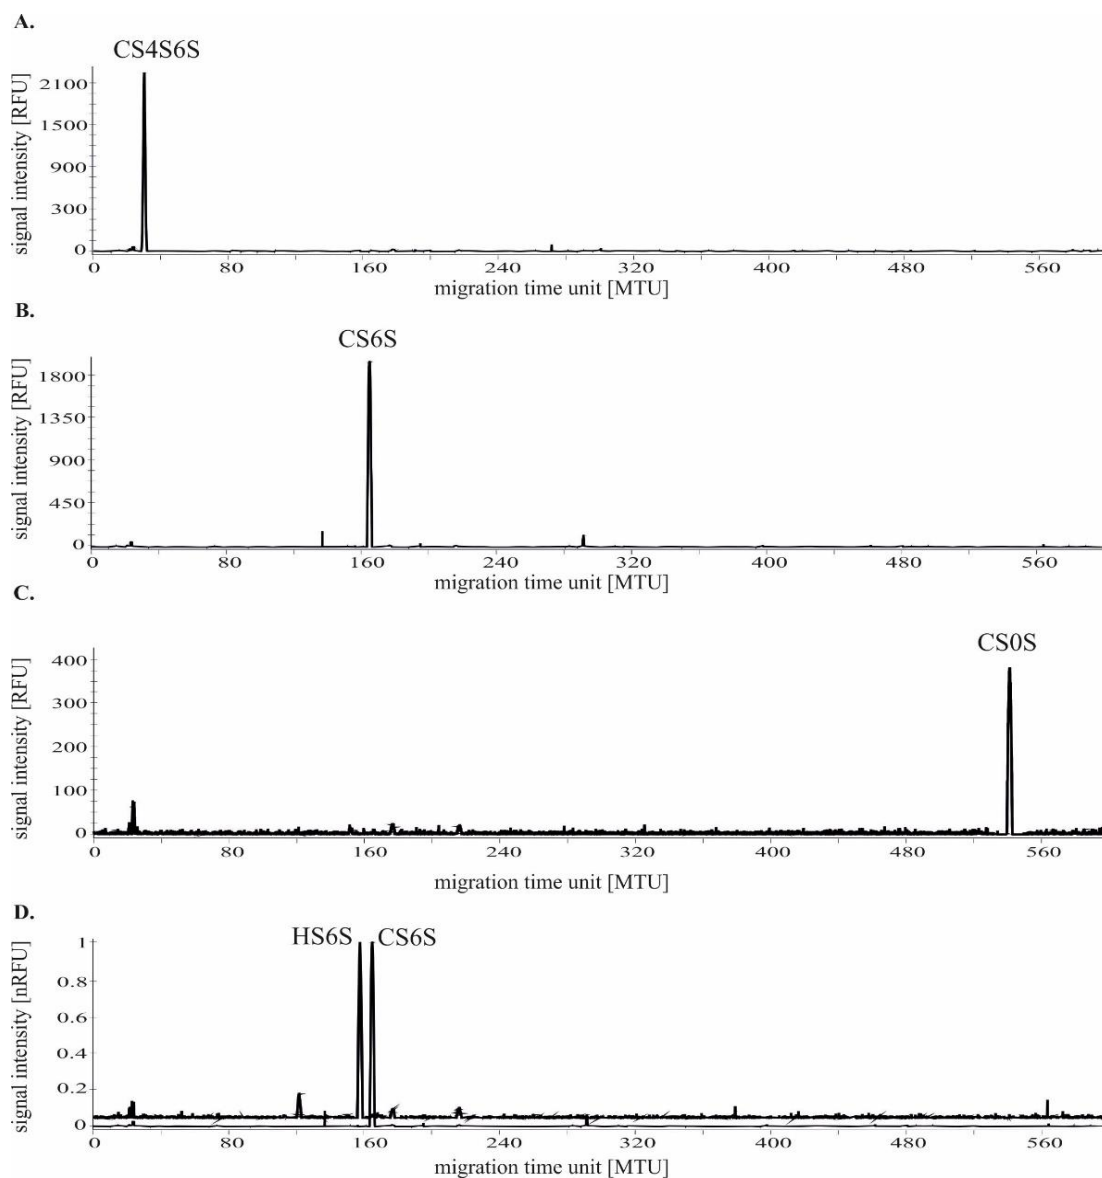 A.
CS4S6S
signal intensity [RFU]
2100
1500
900
300
0
0 80 160 240 320 400 480 560
migration time unit [MTU]
B.
CS6S
signal intensity [RFU]
1800
1350
900
450
0
0 80 160 240 320 400 480 560
migration time unit [MTU]
C.
CS0S
signal intensity [RFU]
400
300
200
100
0
0 80 160 240 320 400 480 560
migration time unit [MTU]
D.
HS6S CS6S
signal intensity [nRFU]
1
0.8
0.6
0.4
0.2
0
0 80 160 240 320 400 480 560
migration time unit [MTU]